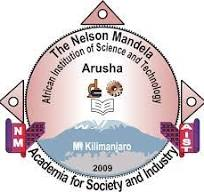 The Nelson Mandela
African Institution of Science and Technology
Arusha
Mt Kilimanjaro
2009
NM
IST
Academia for Society and Industry